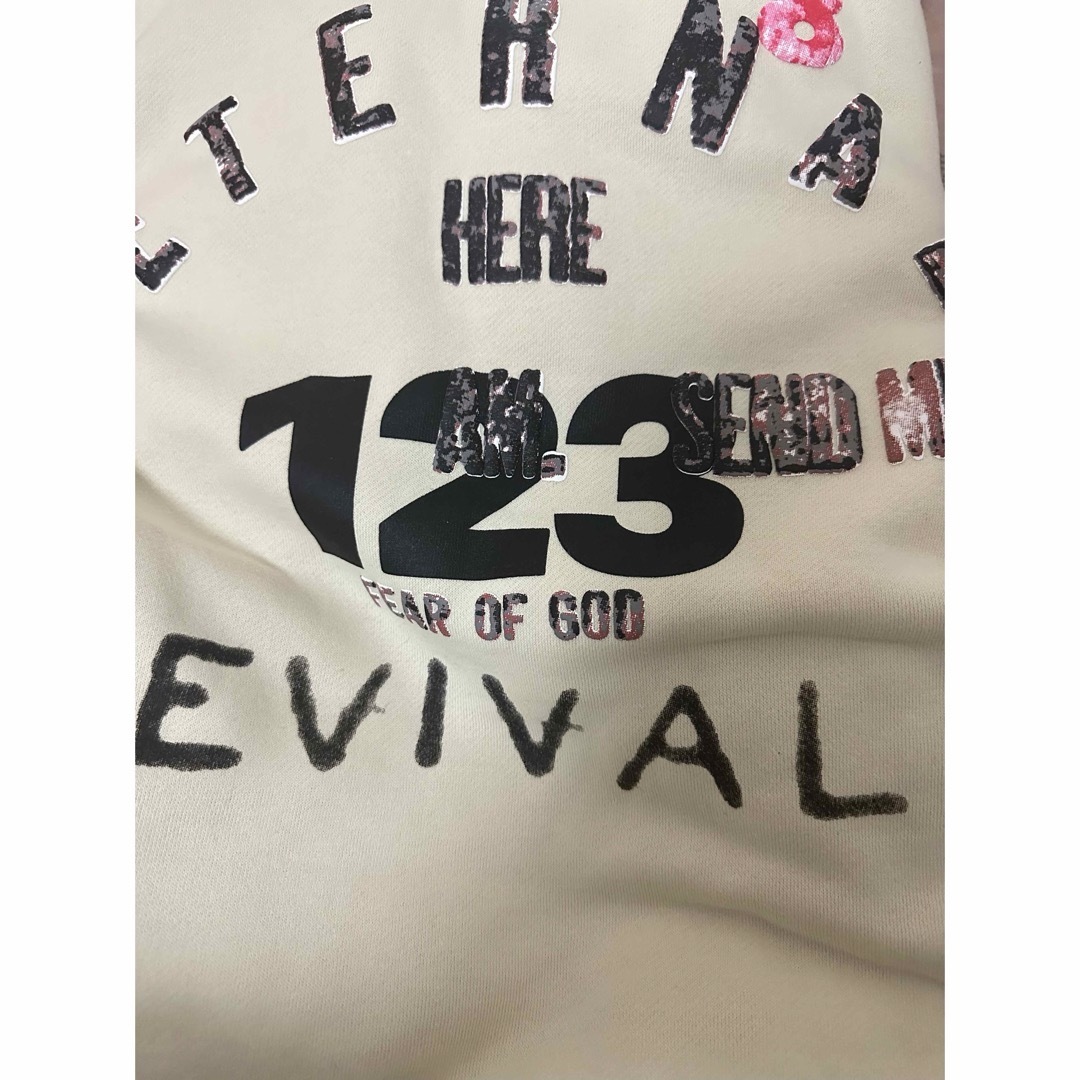 ETERNA
HERE
123
AM. SEND M
FEAR OF GOD
EVIVAL